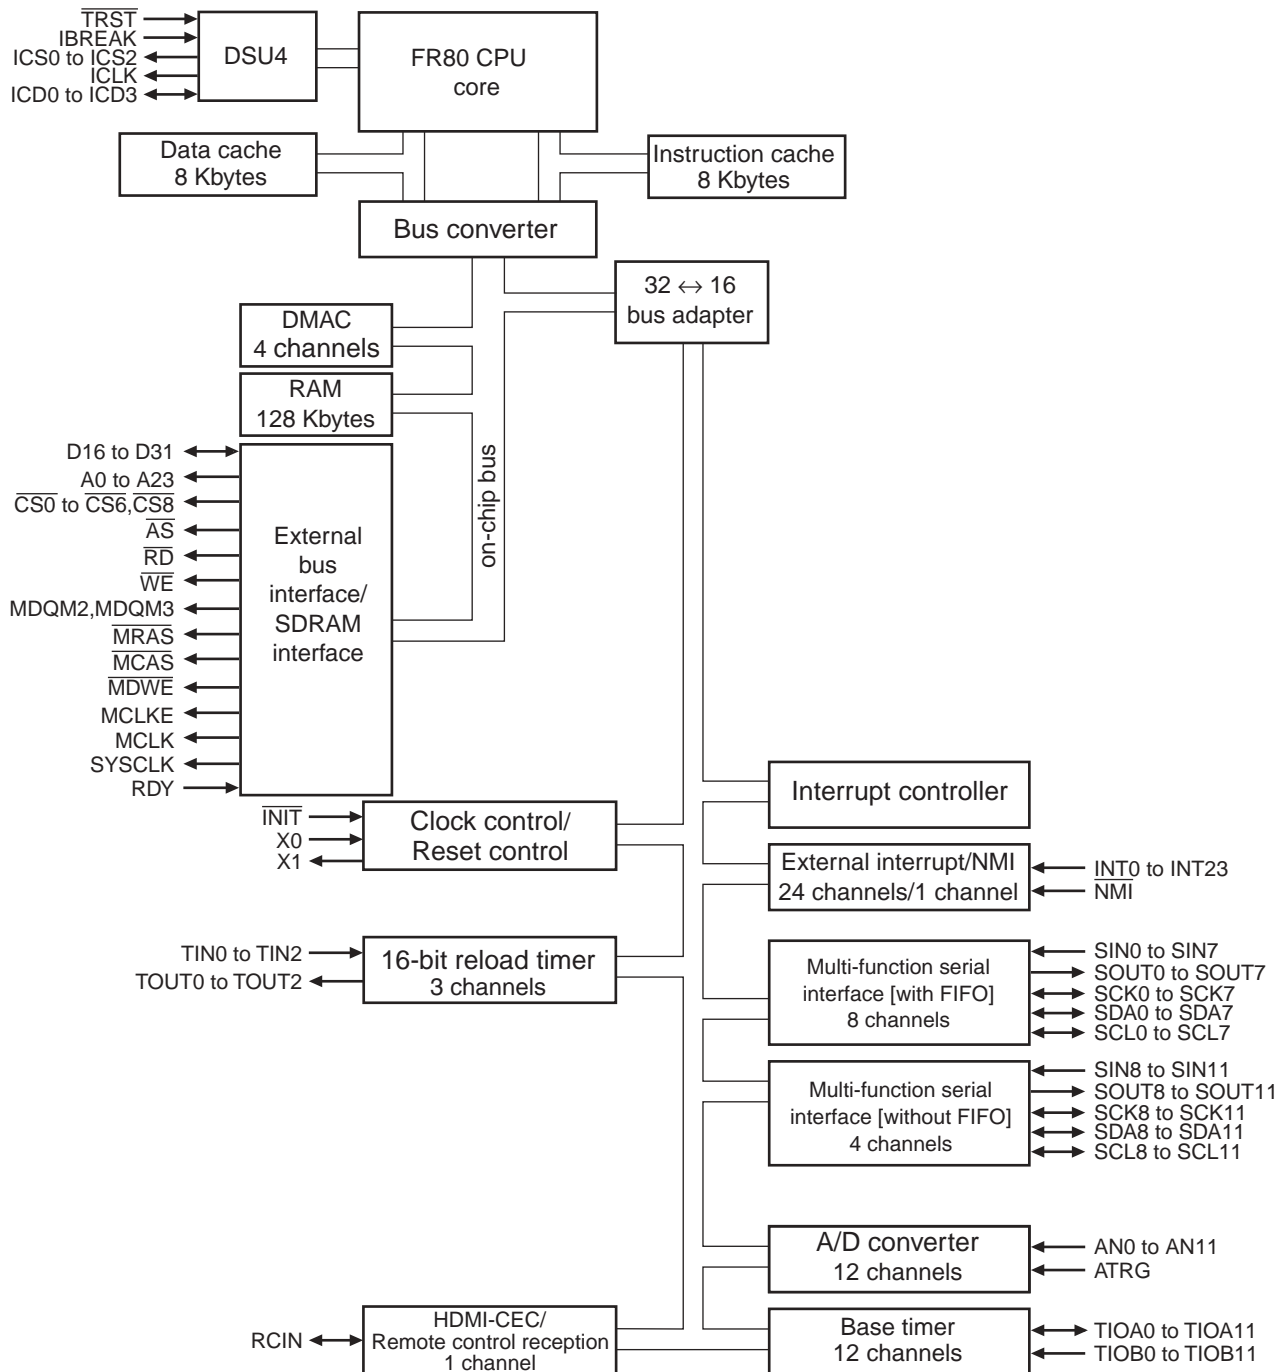 TRST
IBREAK
ICS0 to ICS2
ICLK
ICD0 to ICD3
DSU4
FR80 CPU
core
Data cache
8 Kbytes
Instruction cache
8 Kbytes
Bus converter
32 ↔ 16
bus adapter
DMAC
4 channels
RAM
128 Kbytes
on-chip bus
D16 to D31
A0 to A23
CS0 to CS6,CS8
AS
RD
WE
MDQM2,MDQM3
MRAS
MCAS
MDWE
MCLKE
MCLK
SYSCLK
RDY
External
bus
interface/
SDRAM
interface
INIT
X0
X1
Clock control/
Reset control
Interrupt controller
External interrupt/NMI
24 channels/1 channel
INT0 to INT23
NMI
TIN0 to TIN2
TOUT0 to TOUT2
16-bit reload timer
3 channels
Multi-function serial
interface [with FIFO]
8 channels
SIN0 to SIN7
SOUT0 to SOUT7
SCK0 to SCK7
SDA0 to SDA7
SCL0 to SCL7
Multi-function serial
interface [without FIFO]
4 channels
SIN8 to SIN11
SOUT8 to SOUT11
SCK8 to SCK11
SDA8 to SDA11
SCL8 to SCL11
A/D converter
12 channels
AN0 to AN11
ATRG
RCIN
HDMI-CEC/
Remote control reception
1 channel
Base timer
12 channels
TIOA0 to TIOA11
TIOB0 to TIOB11